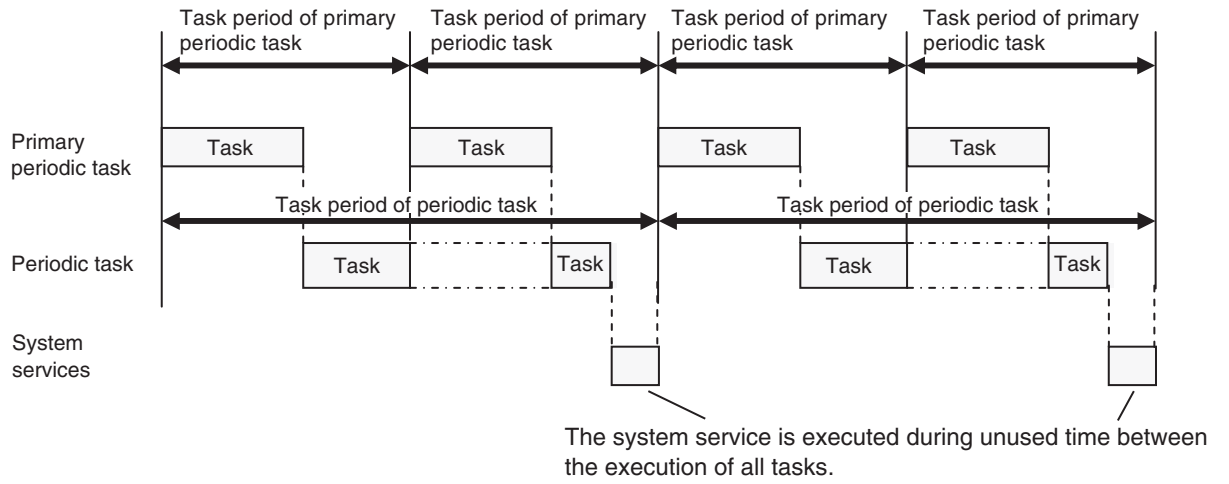 Task period of primary
periodic task
Task period of primary
periodic task
Task period of primary
periodic task
Task period of primary
periodic task
Primary
periodic task
Task
Task
Task
Task
Task period of periodic task
Task period of periodic task
Periodic task
Task
Task
Task
Task
System
services
The system service is executed during unused time between
the execution of all tasks.